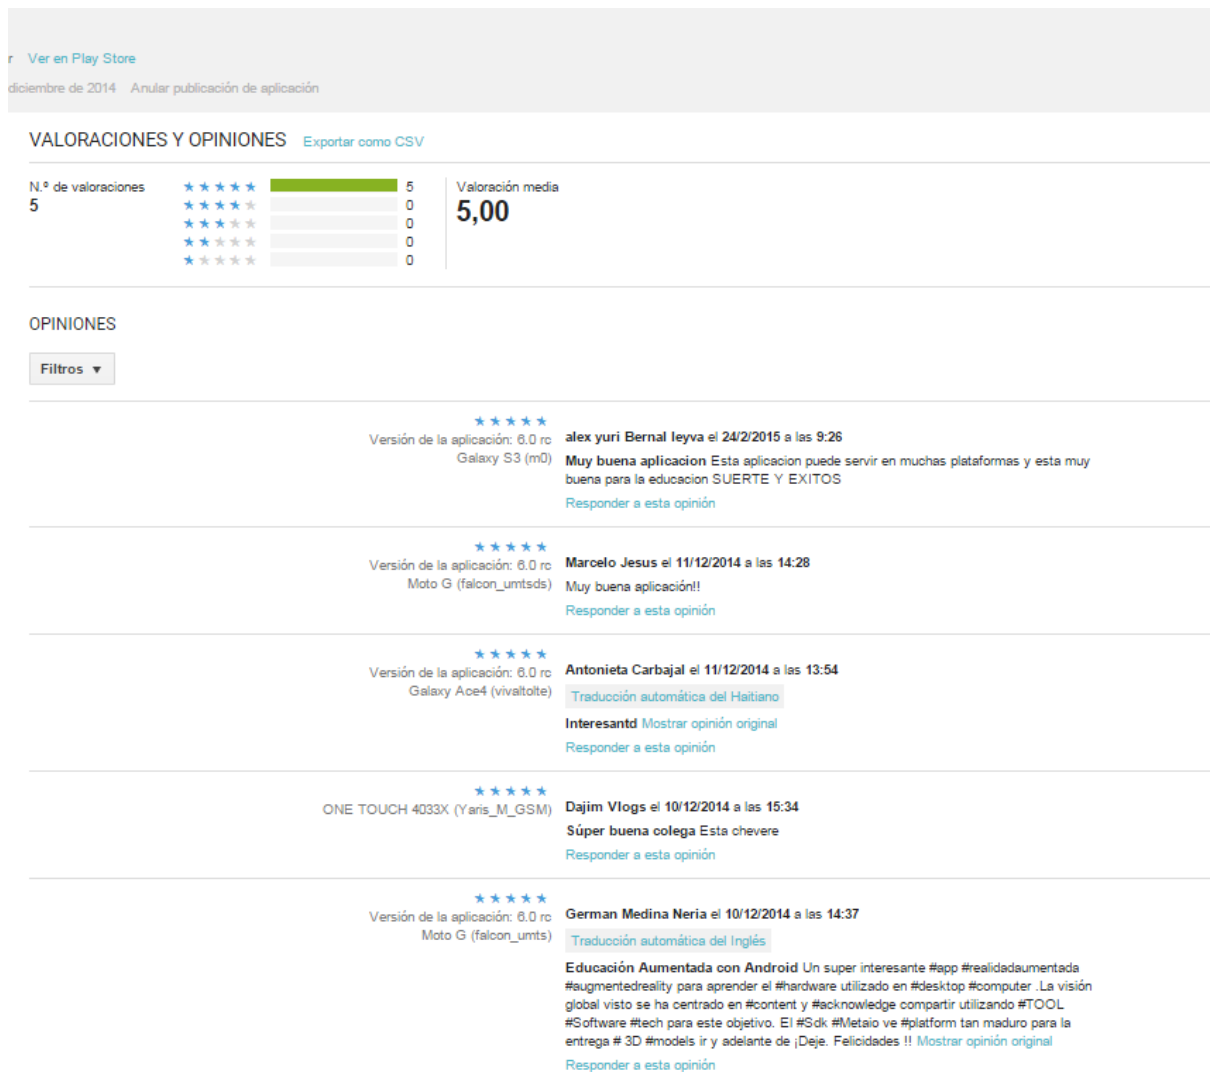 r Ver en Play Store
diciembre de 2014 Anular publicación de aplicación
VALORACIONES Y OPINIONES Exportar como CSV
N.º de valoraciones
5
5
0
0
0
0
Valoración media
5,00
OPINIONES
Filtros
Versión de la aplicación: 6.0 rc
Galaxy S3 (m0)
alex yuri Bernal leyva el 24/2/2015 a las 9:26
Muy buena aplicacion Esta aplicacion puede servir en muchas plataformas y esta muy
buena para la educacion SUERTE Y EXITOS
Responder a esta opinión
Versión de la aplicación: 6.0 rc
Moto G (falcon_umtsds)
Marcelo Jesus el 11/12/2014 a las 14:28
Muy buena aplicación!!
Responder a esta opinión
Versión de la aplicación: 6.0 rc
Galaxy Ace4 (vivaltolte)
Antonieta Carbajal el 11/12/2014 a las 13:54
Traducción automática del Haitiano
Interesantd Mostrar opinión original
Responder a esta opinión
ONE TOUCH 4033X (Yaris_M_GSM)
Dajim Vlogs el 10/12/2014 a las 15:34
Súper buena colega Esta chevere
Responder a esta opinión
Versión de la aplicación: 6.0 rc
Moto G (falcon_umts)
German Medina Neria el 10/12/2014 a las 14:37
Traducción automática del Inglés
Educación Aumentada con Android Un super interesante #app #realidadaumentada
#augmentedreality para aprender el #hardware utilizado en #desktop #computer .La visión
global visto se ha centrado en #content y #acknowledge compartir utilizando #TOOL
#Software #tech para este objetivo. El #Sdk #Metaio ve #platform tan maduro para la
entrega # 3D #models ir y adelante de ¡Deje. Felicidades !! Mostrar opinión original
Responder a esta opinión